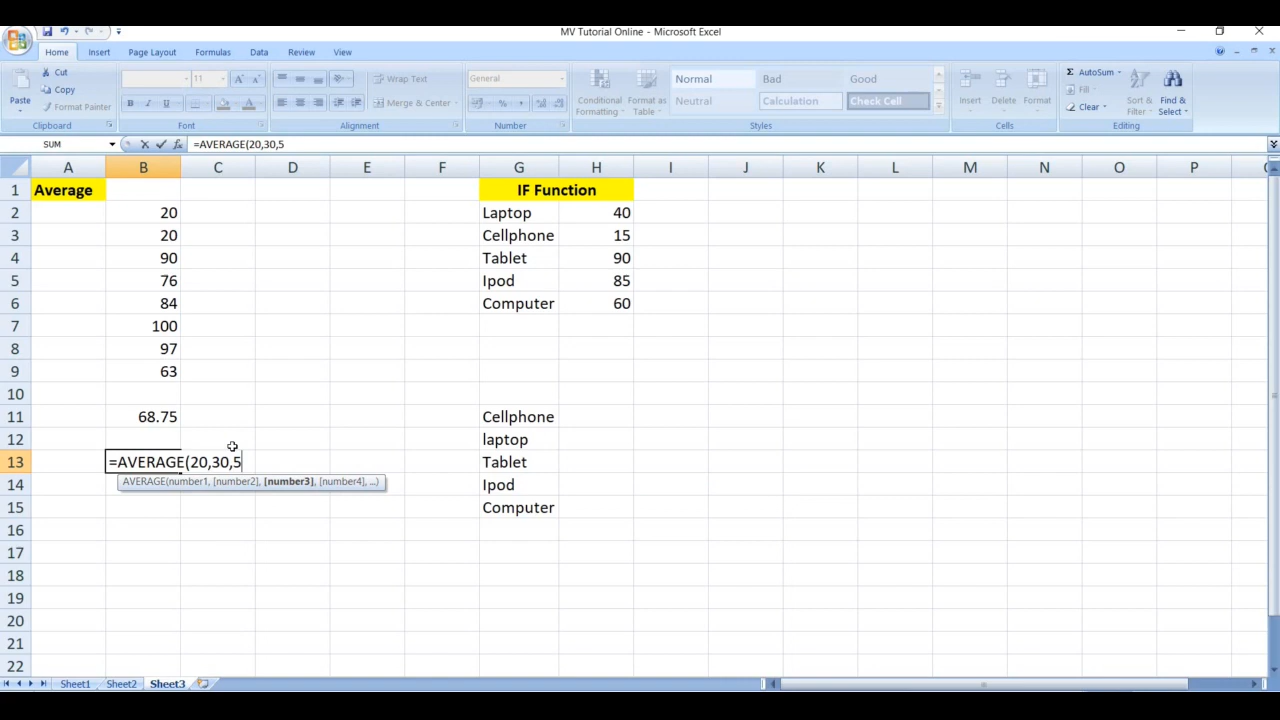 MV Tutorial Online - Microsoft Excel
Home Insert Page Layout Formulas Data Review View
Paste
Cut
Copy
Format Painter
Clipboard
11
Font
Wrap Text
Merge & Center
Alignment
General
Number
Conditional Formatting
Format as Table
Normal Bad Good
Neutral Calculation Check Cell
Styles
Insert Delete Format
Cells
AutoSum
Fill
Clear
Sort & Filter
Find & Select
Editing
SUM =AVERAGE(20,30,5
A B C D E F G H I J K L M N O P
1 Average IF Function
2 20 Laptop 40
3 20 Cellphone 15
4 90 Tablet 90
5 76 Ipod 85
6 84 Computer 60
7 100
8 97
9 63
10
11 68.75 Cellphone
12 laptop
13 =AVERAGE(20,30,5 Tablet
AVERAGE(number1, [number2], [number3], [number4], ...)
14 Ipod
15 Computer
16
17
18
19
20
21
22
Sheet1 Sheet2 Sheet3